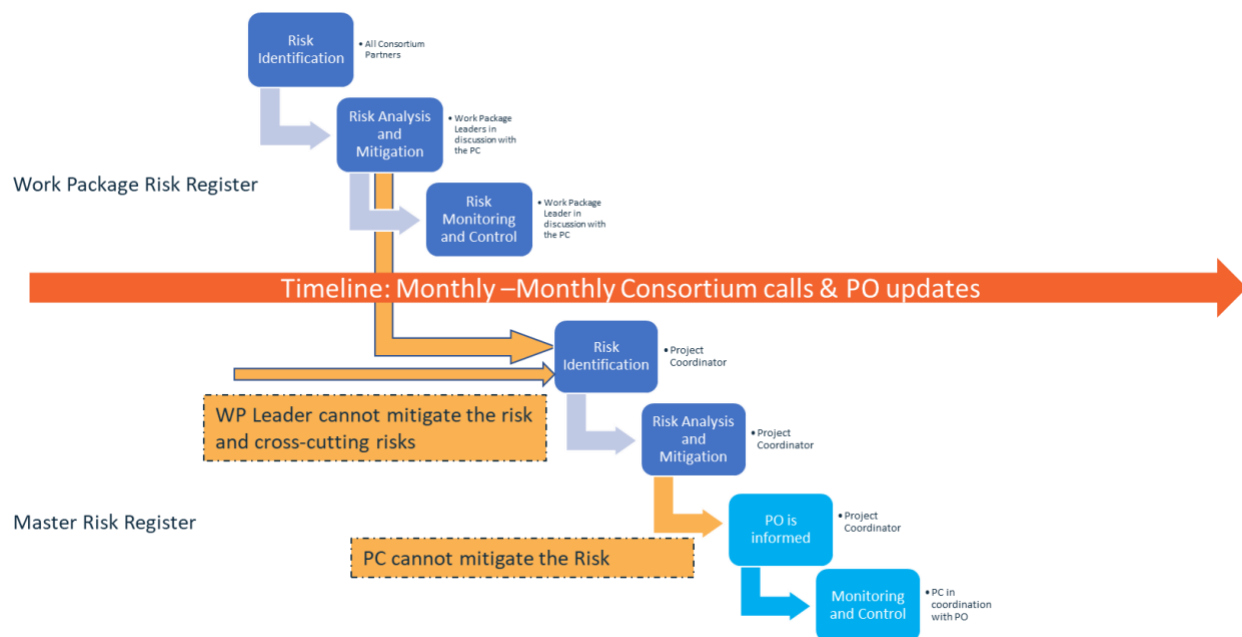 Risk
Identification
• All Consortium
Partners
Risk Analysis
and
Mitigation
• Work Package
Leaders in
discussion with
the PC
Work Package Risk Register
Risk
Monitoring
and Control
• Work Package
Leader in
discussion with
the PC
Timeline: Monthly –Monthly Consortium calls & PO updates
Risk
Identification
• Project
Coordinator
WP Leader cannot mitigate the risk
and cross-cutting risks
Risk Analysis
and
Mitigation
• Project
Coordinator
Master Risk Register
PO is
informed
• Project
Coordinator
PC cannot mitigate the Risk
Monitoring
and Control
• PC in
coordination
with PO